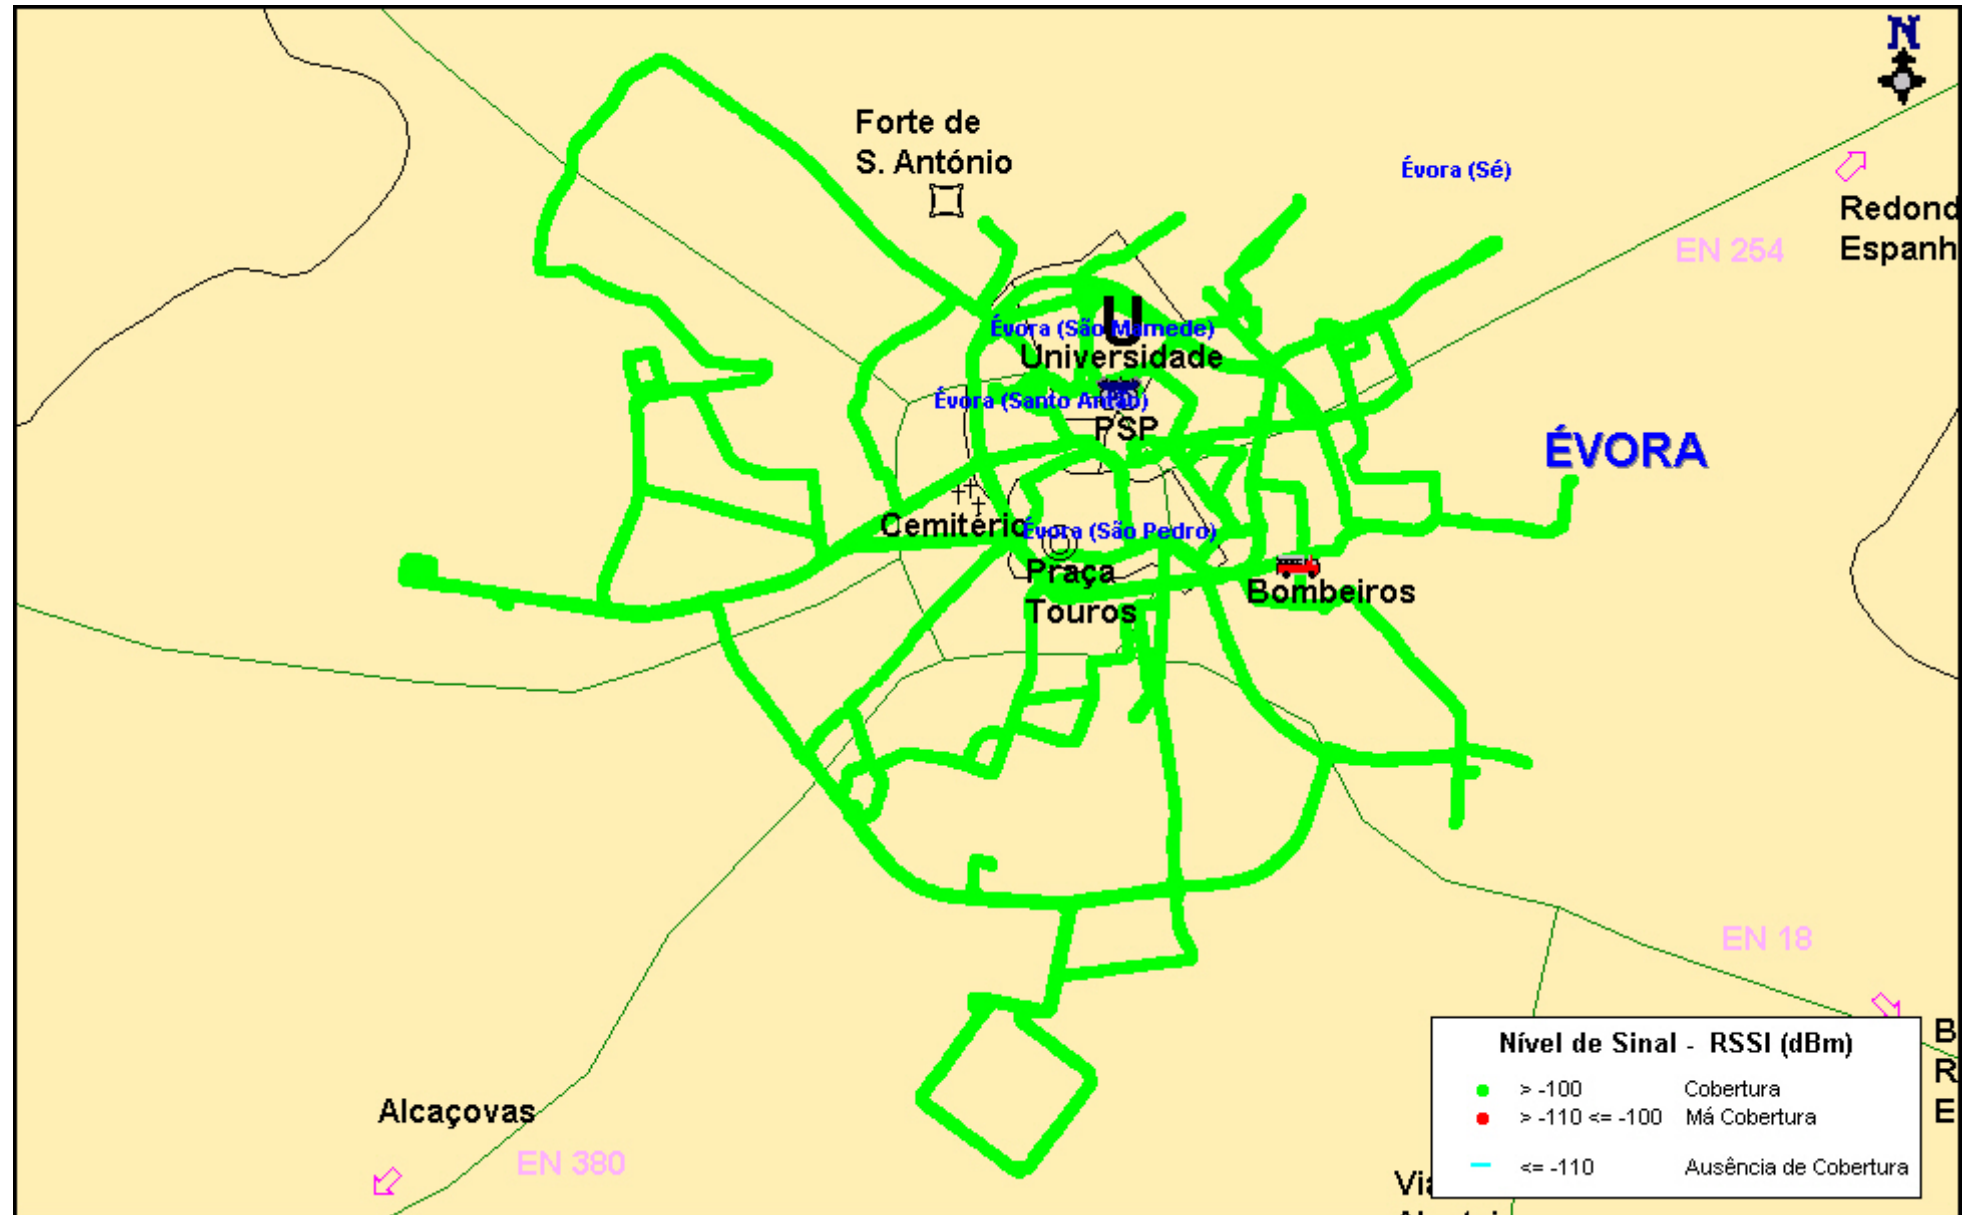 N
Forte de
S. António
Évora (Sé)
Redond
Espanh
EN 254
U
Évora (São Mamede)
Universidade
Évora (Santo Antão)
PSP
ÉVORA
Cemitério
Évora (São Pedro)
Praça
Touros
Bombeiros
EN 18
Nível de Sinal - RSSI (dBm)
> -100 Cobertura
> -110 <= -100 Má Cobertura
<= -110 Ausência de Cobertura
B
R
E
Alcaçovas
EN 380